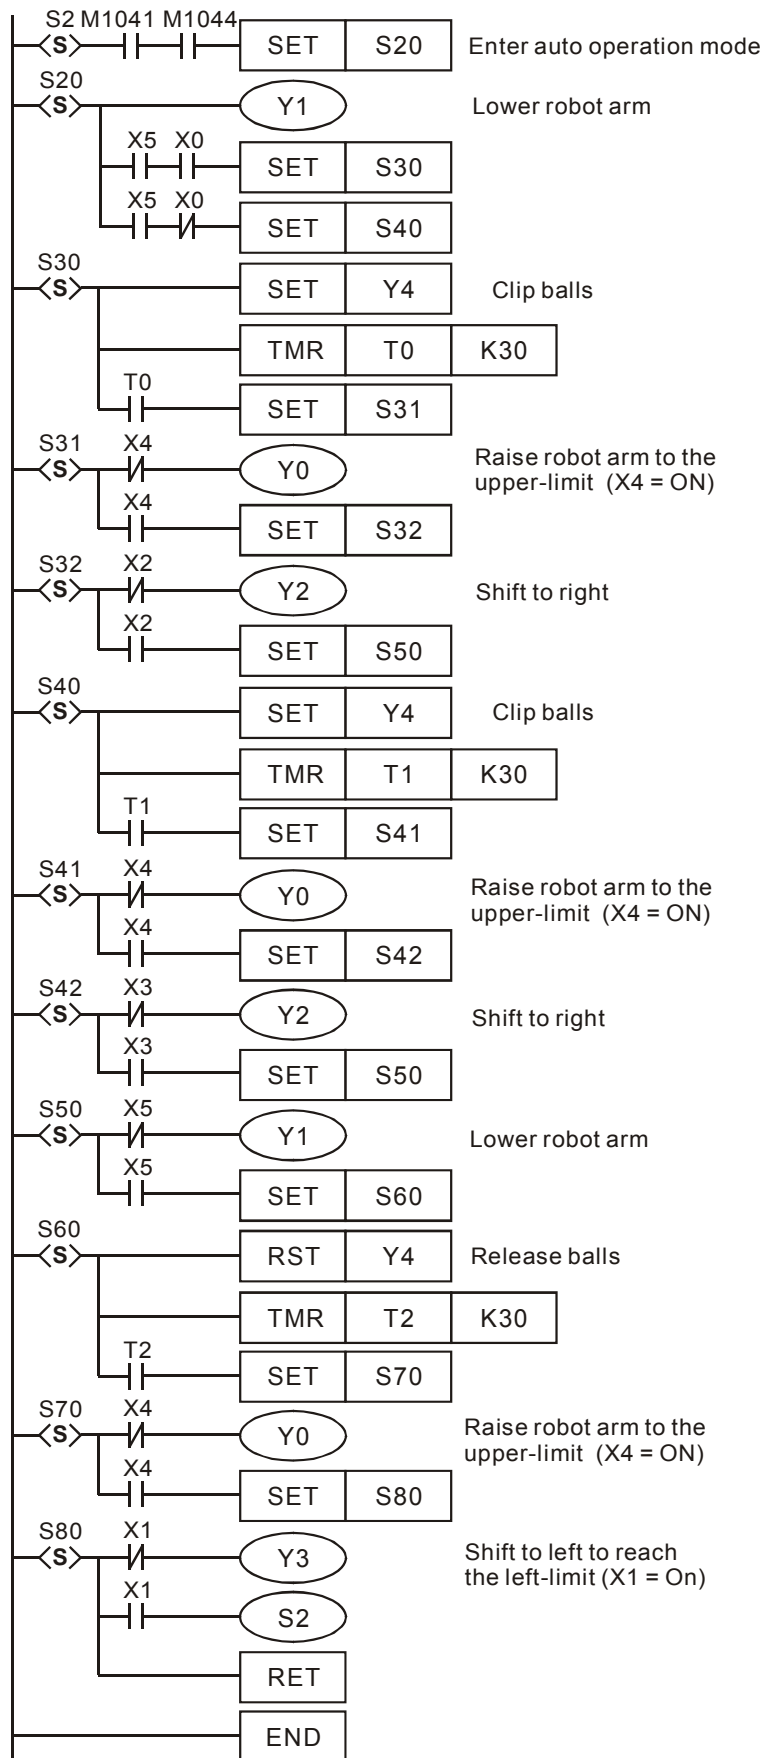 S2 M1041 M1044
S SET S20 Enter auto operation mode
S20
S Y1 Lower robot arm
X5 X0
SET S30
X5 X0
SET S40
S30
S SET Y4 Clip balls
TMR T0 K30
T0
SET S31
S31 X4
S Y0 Raise robot arm to the
upper-limit (X4 = ON)
X4
SET S32
S32 X2
S Y2 Shift to right
X2
SET S50
S40
S SET Y4 Clip balls
TMR T1 K30
T1
SET S41
S41 X4
S Y0 Raise robot arm to the
upper-limit (X4 = ON)
X4
SET S42
S42 X3
S Y2 Shift to right
X3
SET S50
S50 X5
S Y1 Lower robot arm
X5
SET S60
S60
S RST Y4 Release balls
TMR T2 K30
T2
SET S70
S70 X4
S Y0 Raise robot arm to the
upper-limit (X4 = ON)
X4
SET S80
S80 X1
S Y3 Shift to left to reach
the left-limit (X1 = On)
X1
S2
RET
END